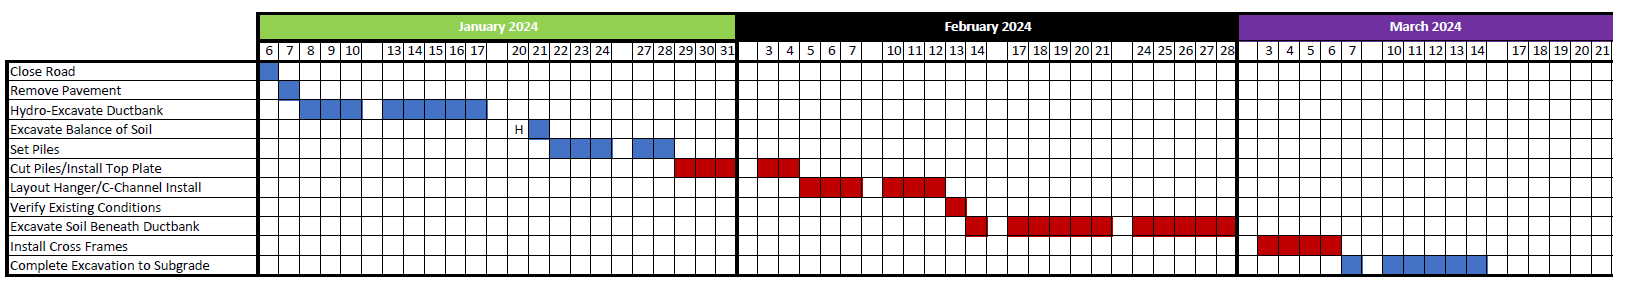 January 2024 February 2024 March 2024
6 7 8 9 10 13 14 15 16 17 20 21 23 24 27 28 29 30 31 3 4 5 6 7 10 11 12 13 14 17 18 19 20 21 24 25 26 27 28 3 4 5 6 7 10 11 12 13 14 17 18 19 20 21
Close Road
Remove Pavement
Hydro-Excavate Ductbank
Excavate Balance of Soil H
Set Piles
Cut Piles/Install Top Plate
Layout Hanger/C-Channel Install
Verify Existing Conditions
Excavate Soil Beneath Ductbank
Install Cross Frames
Complete Excavation to Subgrade